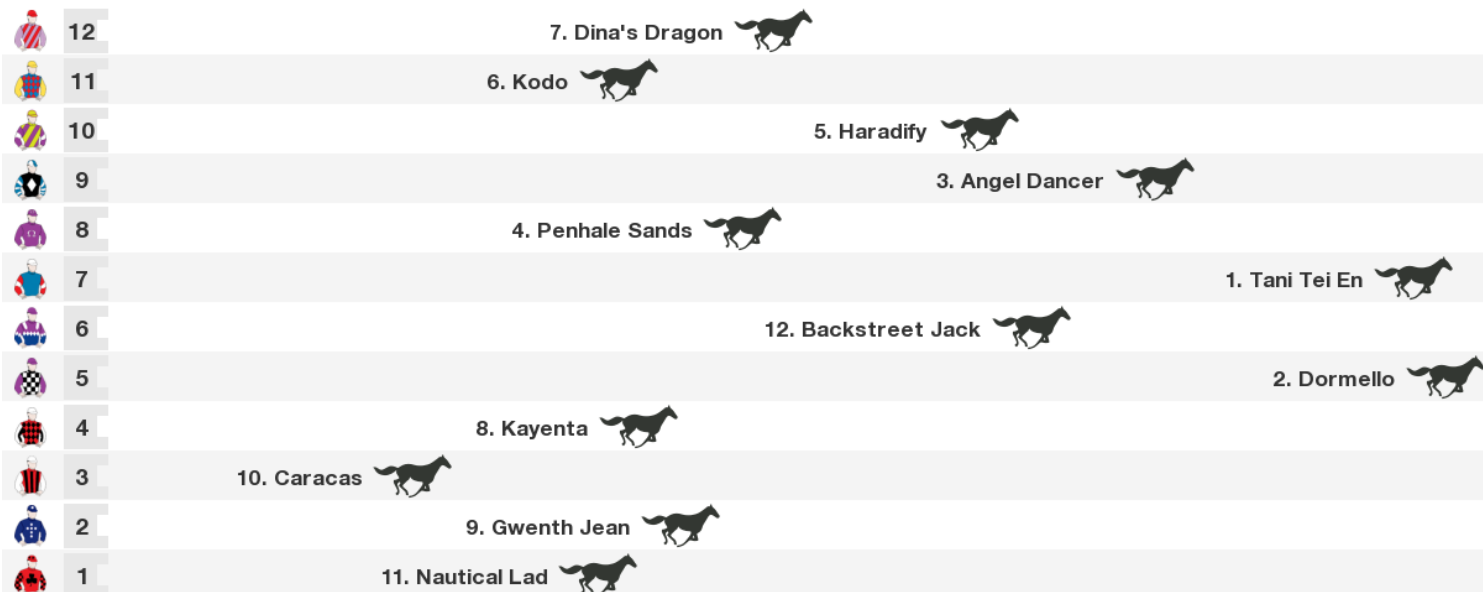 12 7. Dina's Dragon
11 6. Kodo
10 5. Haradify
9 3. Angel Dancer
8 4. Penhale Sands
7 1. Tani Tei En
6 12. Backstreet Jack
5 2. Dormello
4 8. Kayenta
3 10. Caracas
2 9. Gwenth Jean
1 11. Nautical Lad